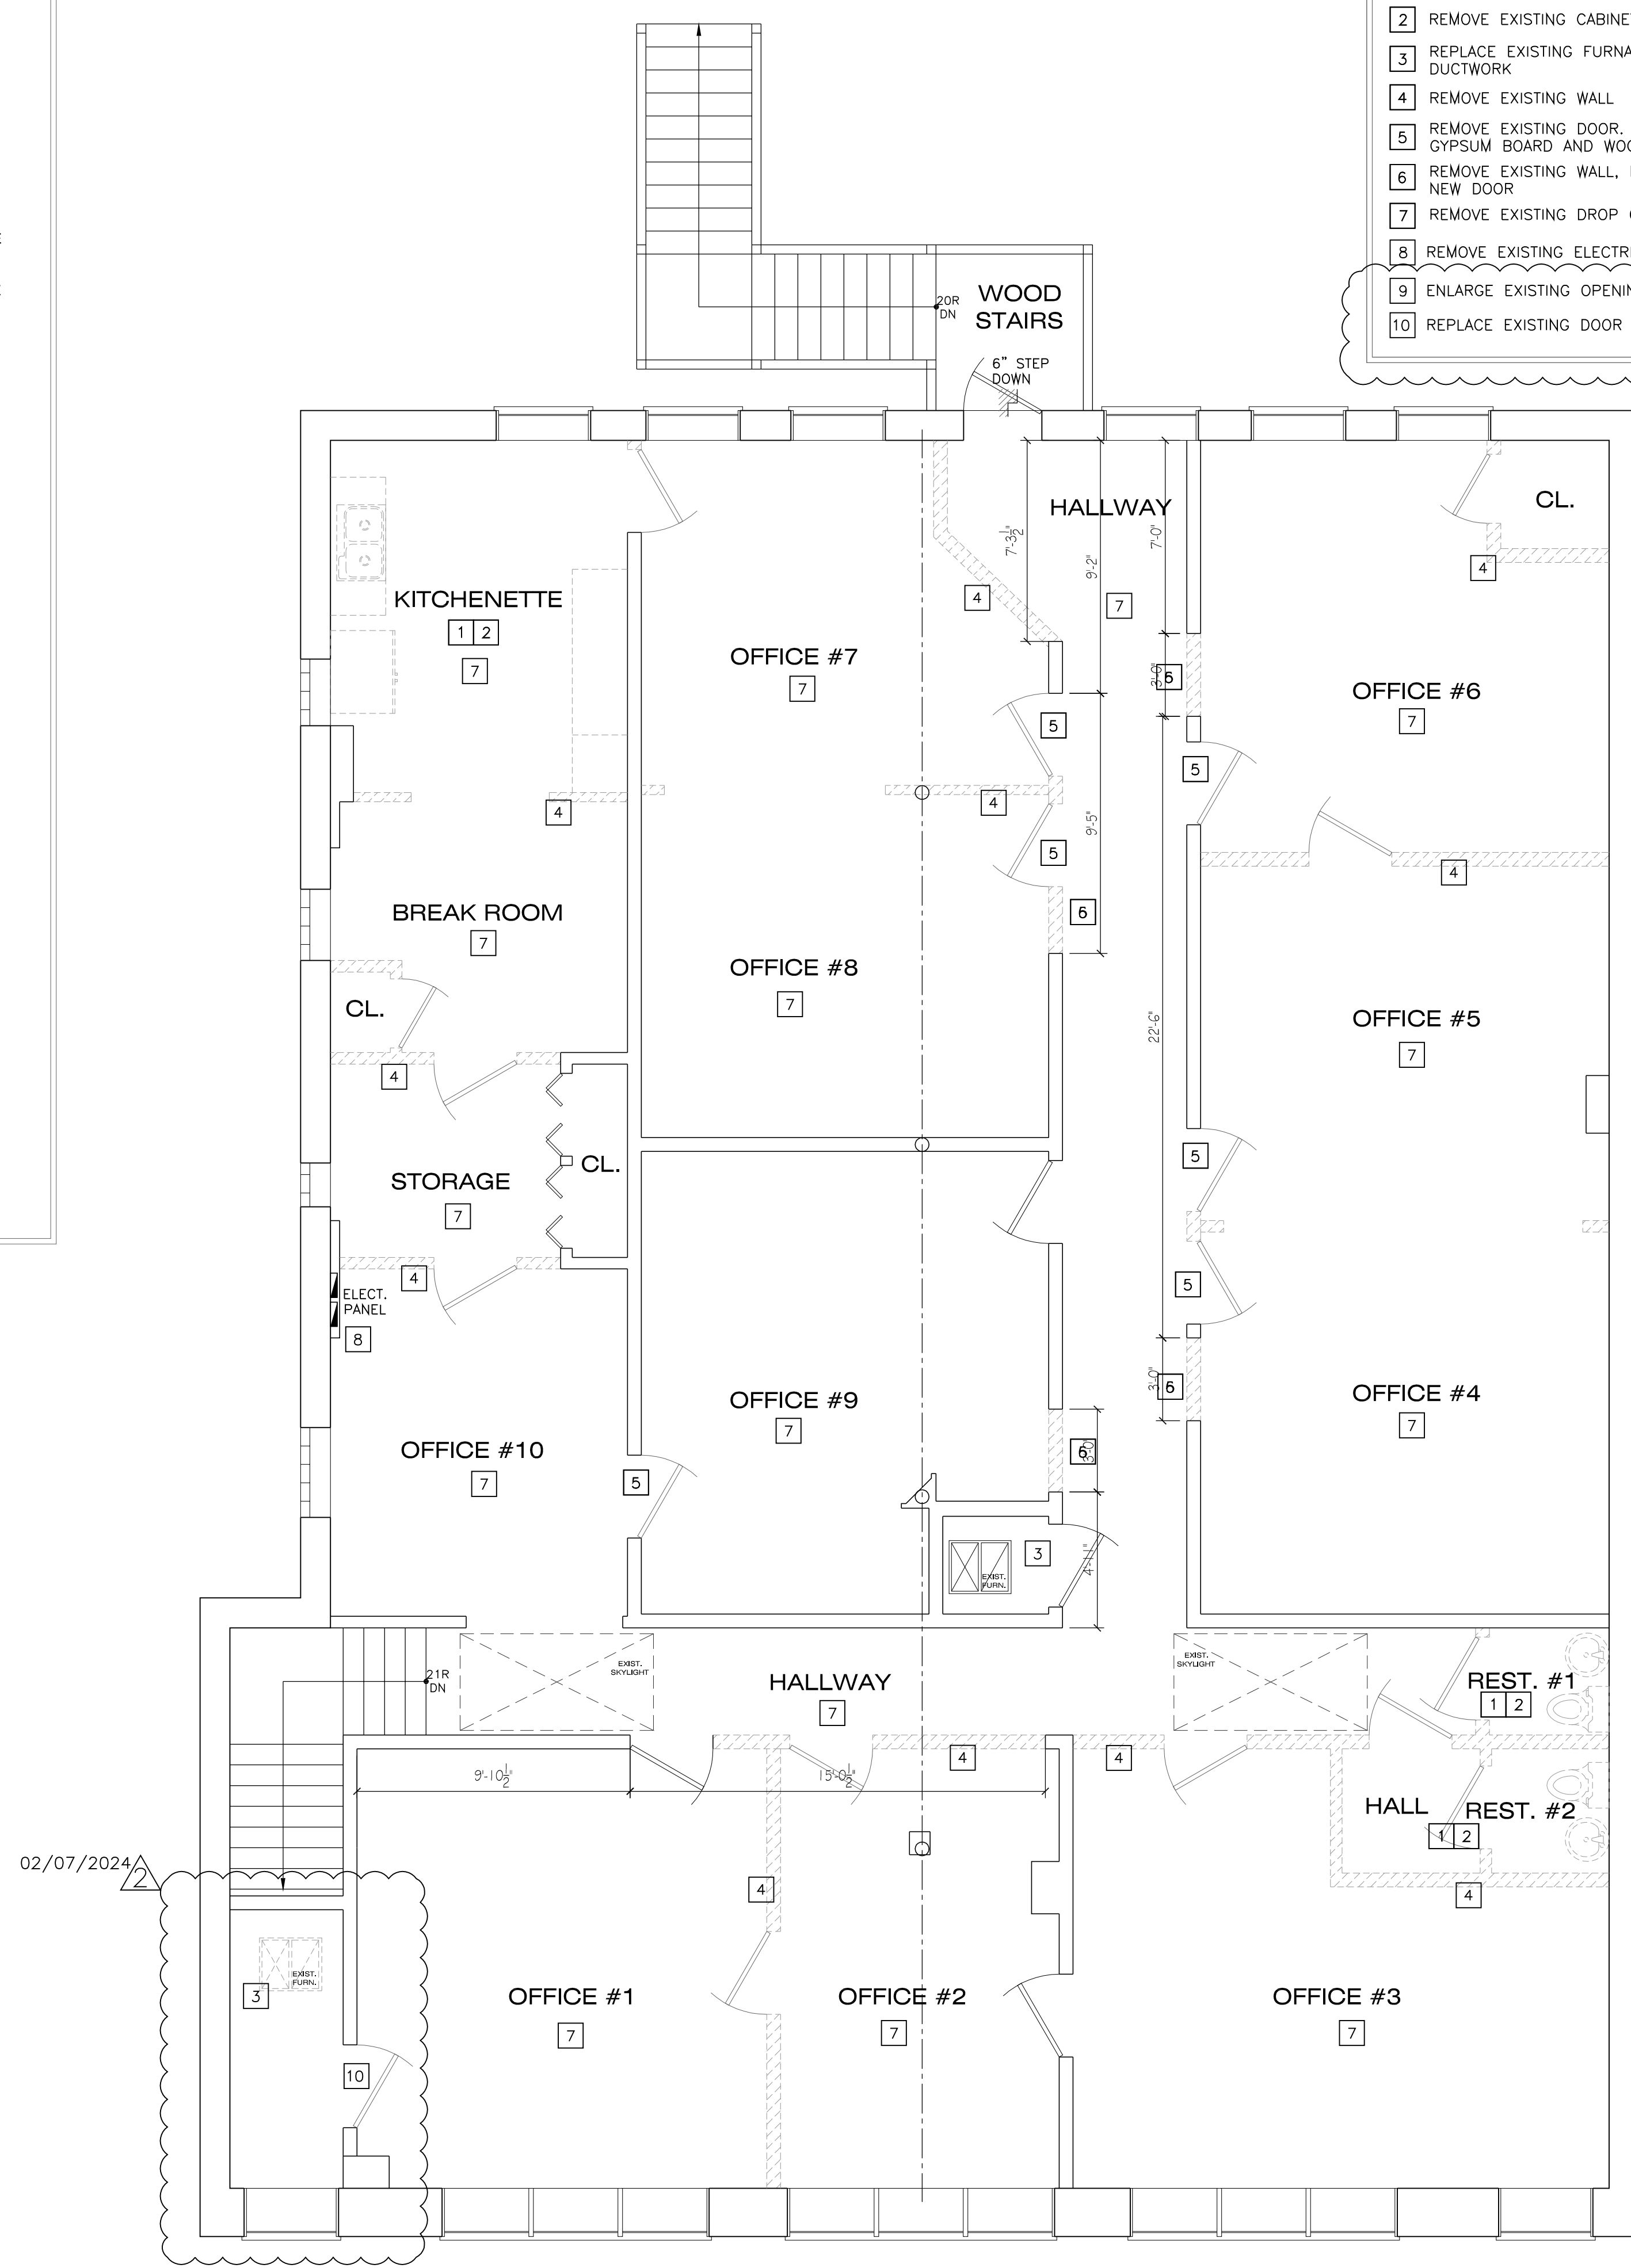 2 REMOVE EXISTING CABINE
3 REPLACE EXISTING FURNA
DUCTWORK
4 REMOVE EXISTING WALL
5 REMOVE EXISTING DOOR.
GYPSUM BOARD AND WOO
6 REMOVE EXISTING WALL,
NEW DOOR
7 REMOVE EXISTING DROP
8 REMOVE EXISTING ELECTR
9 ENLARGE EXISTING OPENIN
10 REPLACE EXISTING DOOR
20R
DN
WOOD
STAIRS
6" STEP
DOWN
HALLWAY
7
7'-3½"
9'-2"
7'-0"
CL.
4
KITCHENETTE
1 2
7
4
OFFICE #7
7
4
5
4
5
6
9'-5"
3'-0"
6
5
OFFICE #6
7
4
BREAK ROOM
7
CL.
4
OFFICE #8
7
22'-6"
OFFICE #5
7
5
5
STORAGE
7
CL.
4
ELECT.
PANEL
8
OFFICE #9
7
3'-0"
6
OFFICE #4
7
OFFICE #10
7
5
6
3'-0"
3
EXIST.
FURN.
4'-11"
21R
DN
EXIST.
SKYLIGHT
HALLWAY
7
EXIST.
SKYLIGHT
REST. #1
1 2
4
4
9'-10½"
15'-0½"
HALL
REST. #2
1 2
4
02/07/2024
2
4
EXIST.
FURN.
3
OFFICE #1
7
OFFICE #2
7
OFFICE #3
7
10